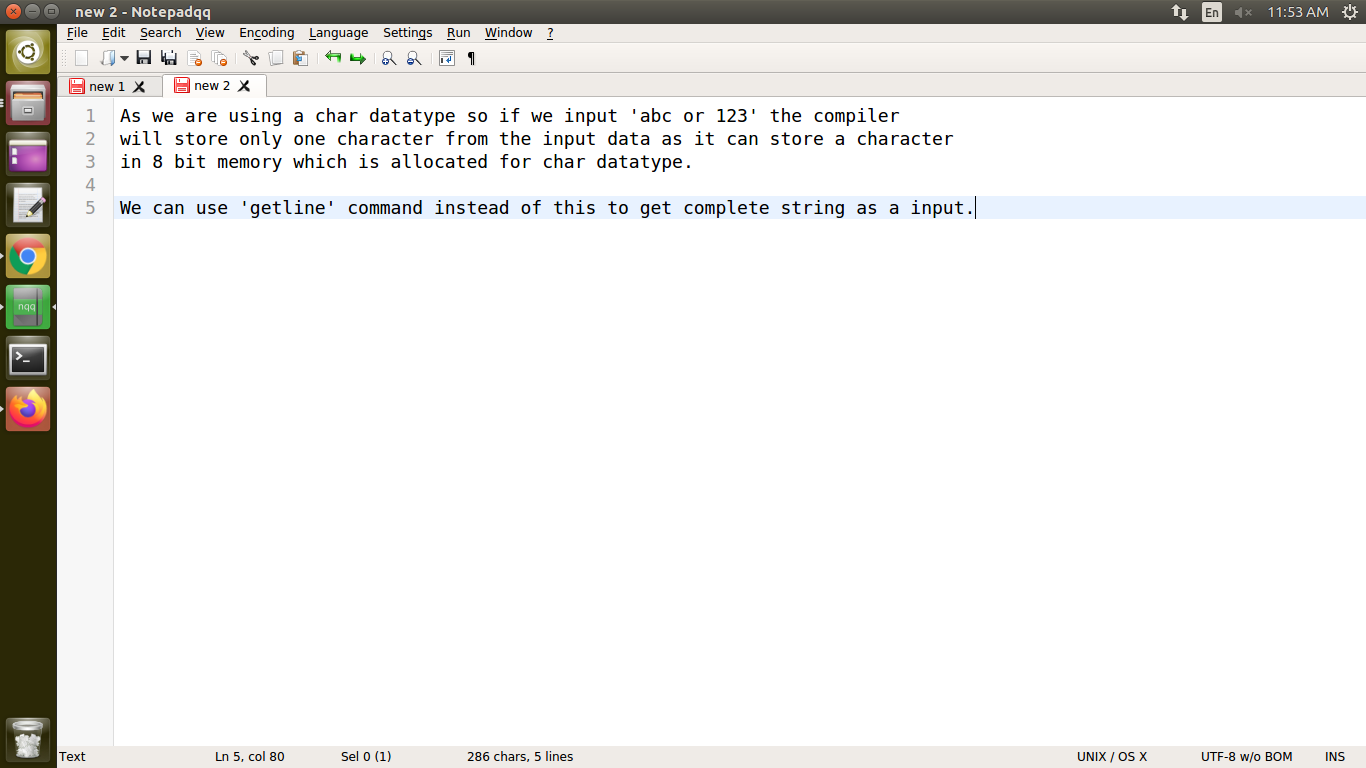 new 2 - Notepadqq
En
11:53 AM
File Edit Search View Encoding Language Settings Run Window ?
new 1
new 2
1 As we are using a char datatype so if we input 'abc or 123' the compiler
2 will store only one character from the input data as it can store a character
3 in 8 bit memory which is allocated for char datatype.
4
5 We can use 'getline' command instead of this to get complete string as a input.
nqq
Text Ln 5, col 80 Sel 0 (1) 286 chars, 5 lines UNIX / OS X UTF-8 w/o BOM INS